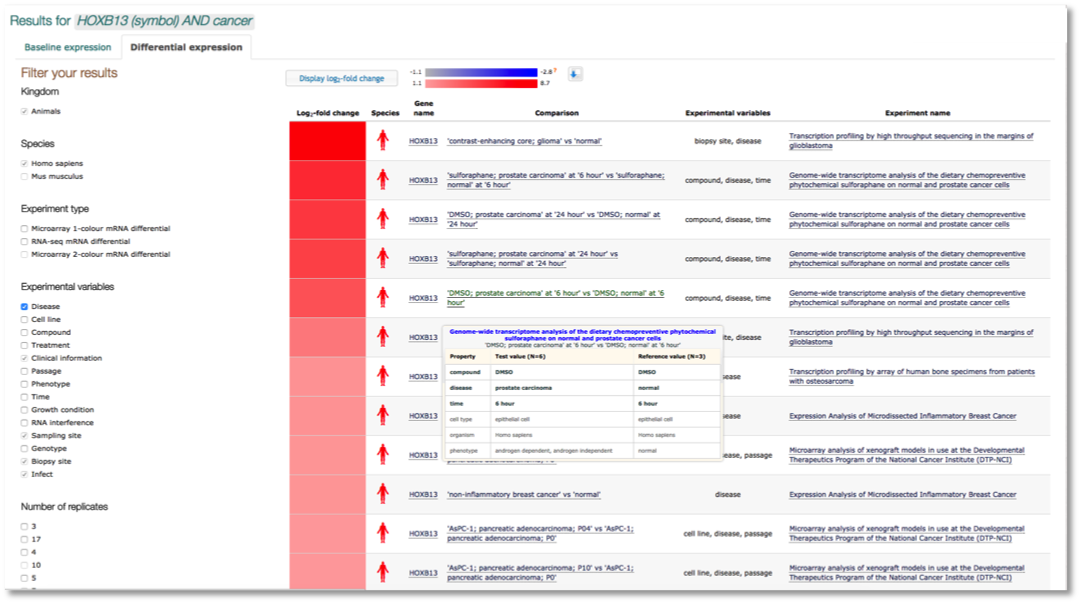 Results for HOXB13 (symbol) AND cancer
Baseline expression
Differential expression
Filter your results
Kingdom
Animals
Species
Homo sapiens
Mus musculus
Experiment type
Microarray 1-colour mRNA differential
RNA-seq mRNA differential
Microarray 2-colour mRNA differential
Experimental variables
Disease
Cell line
Compound
Treatment
Clinical information
Passage
Phenotype
Time
Growth condition
RNA interference
Sampling site
Genotype
Biopsy site
Infect
Number of replicates
3
17
4
10
5
Display log2-fold change
-1.1
-2.8?
1.1
8.7
Log2-fold change Species Gene name Comparison Experimental variables Experiment name
HOXB13 'contrast-enhancing core; glioma' vs 'normal' biopsy site, disease Transcription profiling by high throughput sequencing in the margins of
glioblastoma
HOXB13 'sulforaphane; prostate carcinoma' at '6 hour' vs 'sulforaphane;
normal' at '6 hour'
compound, disease, time
Genome-wide transcriptome analysis of the dietary chemopreventive
phytochemical sulforaphane on normal and prostate cancer cells
HOXB13 'DMSO; prostate carcinoma' at '24 hour' vs 'DMSO; normal' at
'24 hour'
compound, disease, time
Genome-wide transcriptome analysis of the dietary chemopreventive
phytochemical sulforaphane on normal and prostate cancer cells
HOXB13 'sulforaphane; prostate carcinoma' at '24 hour' vs
'sulforaphane; normal' at '24 hour'
compound, disease, time
Genome-wide transcriptome analysis of the dietary chemopreventive
phytochemical sulforaphane on normal and prostate cancer cells
HOXB13 'DMSO; prostate carcinoma' at '6 hour' vs 'DMSO; normal' at '6
hour'
compound, disease, time
Genome-wide transcriptome analysis of the dietary chemopreventive
phytochemical sulforaphane on normal and prostate cancer cells
Genome-wide transcriptome analysis of the dietary chemopreventive phytochemical
sulforaphane on normal and prostate cancer cells
'DMSO; prostate carcinoma' at '6 hour' vs 'DMSO; normal' at '6 hour'
Property Test value (N=6) Reference value (N=3)
compound DMSO DMSO
disease prostate carcinoma normal
time 6 hour 6 hour
cell type epithelial cell epithelial cell
organism Homo sapiens Homo sapiens
phenotype androgen dependent, androgen independent normal
HOXB13 disease Transcription profiling by high throughput sequencing in the margins of
glioblastoma
HOXB13 Transcription profiling by array of human bone specimens from patients
with osteosarcoma
HOXB13 Expression Analysis of Microdissected Inflammatory Breast Cancer
HOXB13 passage Microarray analysis of xenograft models in use at the Developmental
Therapeutics Program of the National Cancer Institute (DTP-NCI)
HOXB13 'non-inflammatory breast cancer' vs 'normal' disease Expression Analysis of Microdissected Inflammatory Breast Cancer
HOXB13 'AsPC-1; pancreatic adenocarcinoma; P04' vs 'AsPC-1;
pancreatic adenocarcinoma; P0'
cell line, disease, passage
Microarray analysis of xenograft models in use at the Developmental
Therapeutics Program of the National Cancer Institute (DTP-NCI)
HOXB13 'AsPC-1; pancreatic adenocarcinoma; P10' vs 'AsPC-1;
pancreatic adenocarcinoma; P0'
cell line, disease, passage
Microarray analysis of xenograft models in use at the Developmental
Therapeutics Program of the National Cancer Institute (DTP-NCI)